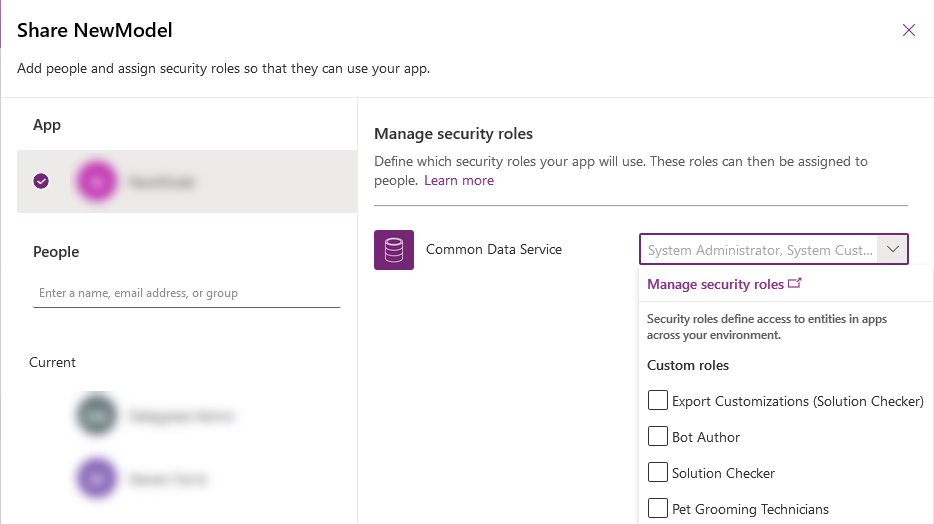 Share NewModel
Add people and assign security roles so that they can use your app.
App
People
Enter a name, email address, or group
Current
Manage security roles
Define which security roles your app will use. These roles can then be assigned to
people. Learn more
Common Data Service
System Administrator, System Cust...
Manage security roles
Security roles define access to entities in apps
across your environment.
Custom roles
Export Customizations (Solution Checker)
Bot Author
Solution Checker
Pet Grooming Technicians